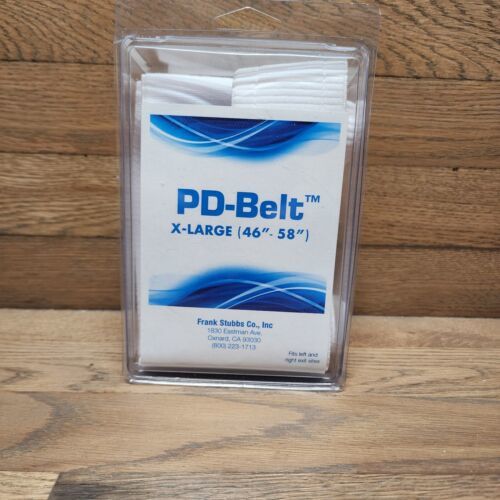 PD-Belt™
X-LARGE (46"- 58")
Frank Stubbs Co., Inc
1830 Eastman Ave,
Oxnard, CA 93030
(800) 223-1713
Fits left and
right exit sites